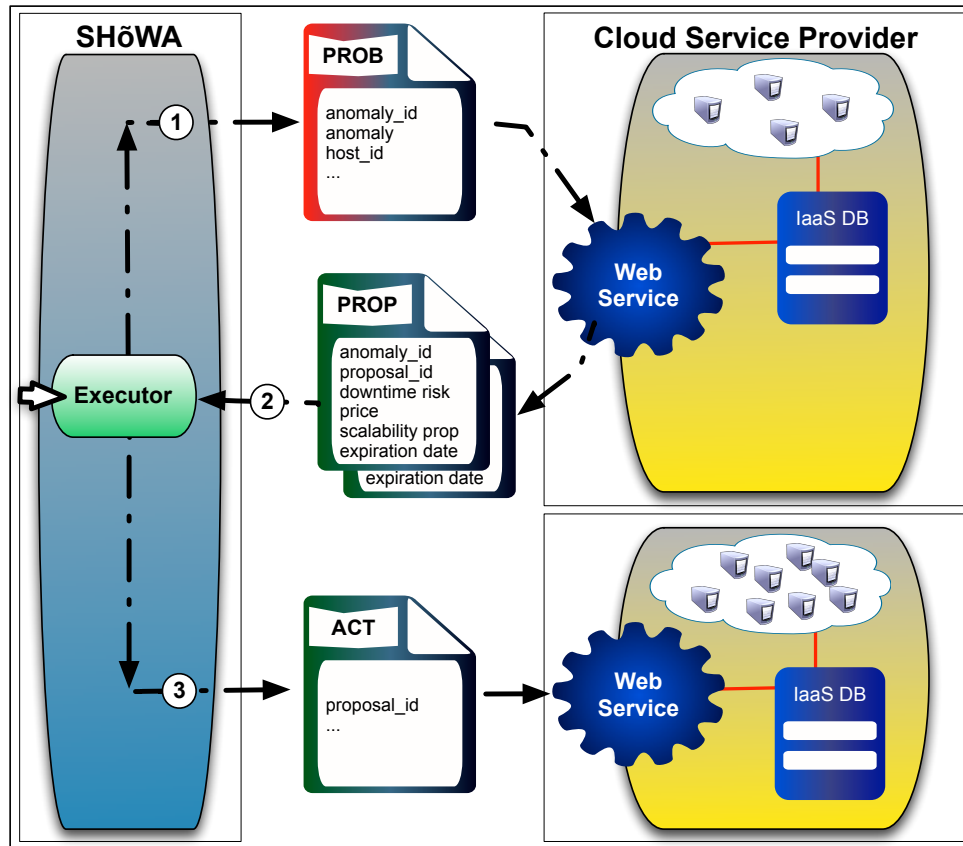 SHõWA
Cloud Service Provider
1
PROB
anomaly_id
anomaly
host_id
...
IaaS DB
Web
Service
PROP
anomaly_id
proposal_id
downtime risk
price
scalability prop
expiration date
expiration date
Executor
2
3
ACT
proposal_id
...
Web
Service
IaaS DB